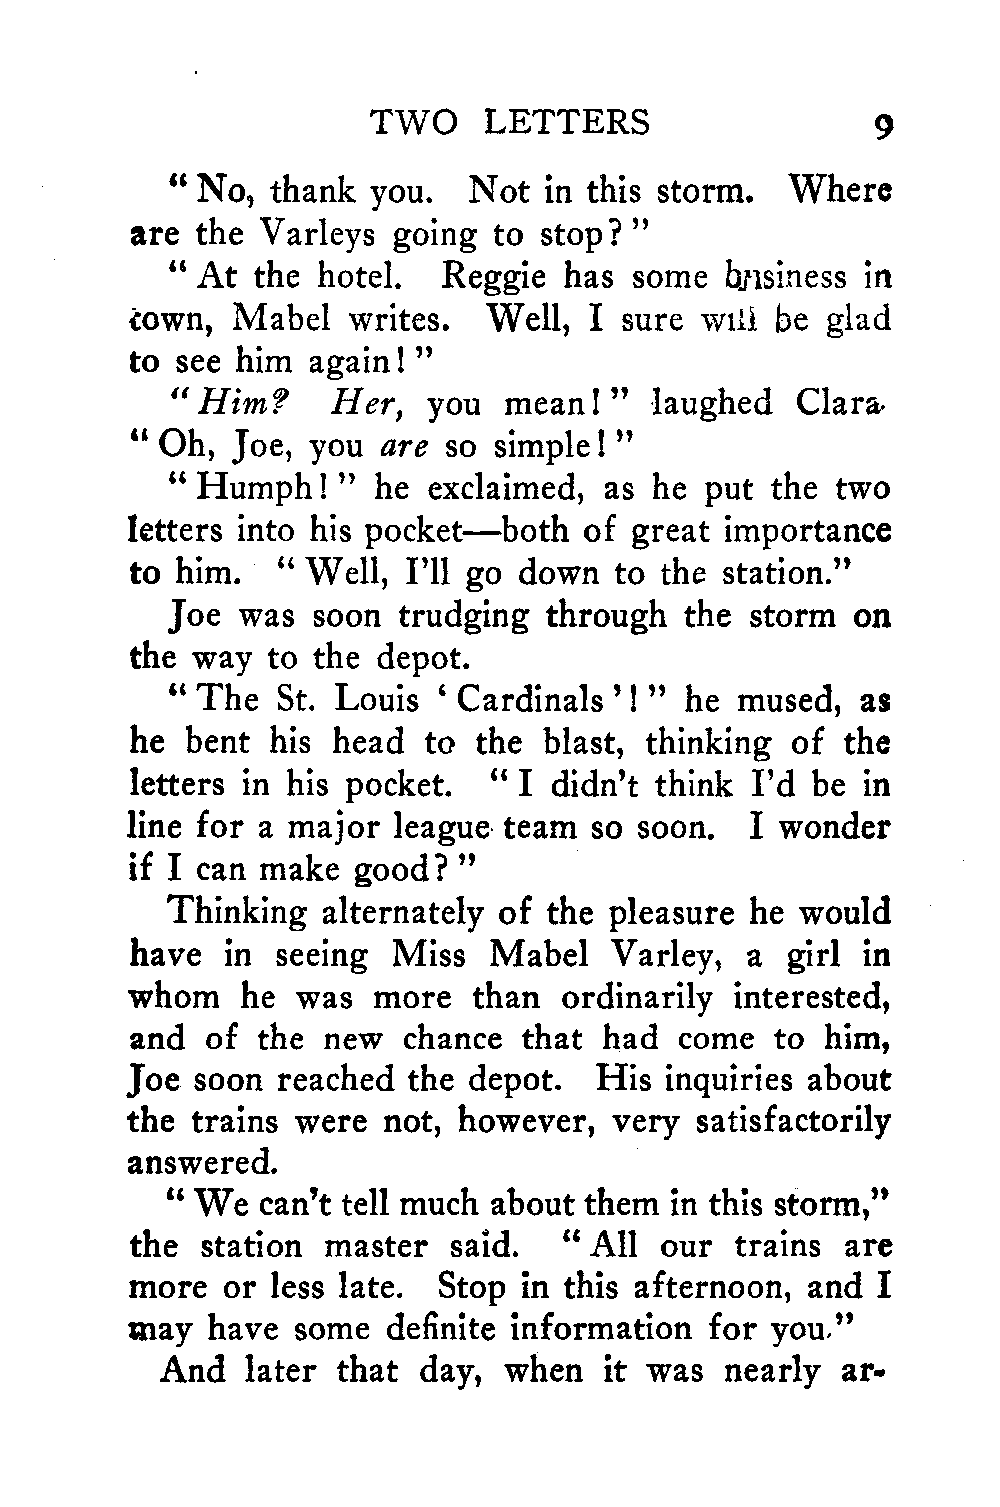 TWO LETTERS 9
“ No, thank you. Not in this storm. Where
are the Varleys going to stop? ”
“ At the hotel. Reggie has some business in
town, Mabel writes. Well, I sure will be glad
to see him again! ”
“ Him? Her, you mean! ” laughed Clara.
“ Oh, Joe, you are so simple! ”
“ Humph! ” he exclaimed, as he put the two
letters into his pocket—both of great importance
to him. “ Well, I’ll go down to the station.”
Joe was soon trudging through the storm on
the way to the depot.
“ The St. Louis ‘ Cardinals ’! ” he mused, as
he bent his head to the blast, thinking of the
letters in his pocket. “ I didn’t think I’d be in
line for a major league team so soon. I wonder
if I can make good? ”
Thinking alternately of the pleasure he would
have in seeing Miss Mabel Varley, a girl in
whom he was more than ordinarily interested,
and of the new chance that had come to him,
Joe soon reached the depot. His inquiries about
the trains were not, however, very satisfactorily
answered.
“ We can’t tell much about them in this storm,”
the station master said. “ All our trains are
more or less late. Stop in this afternoon, and I
may have some definite information for you.”
And later that day, when it was nearly ar-